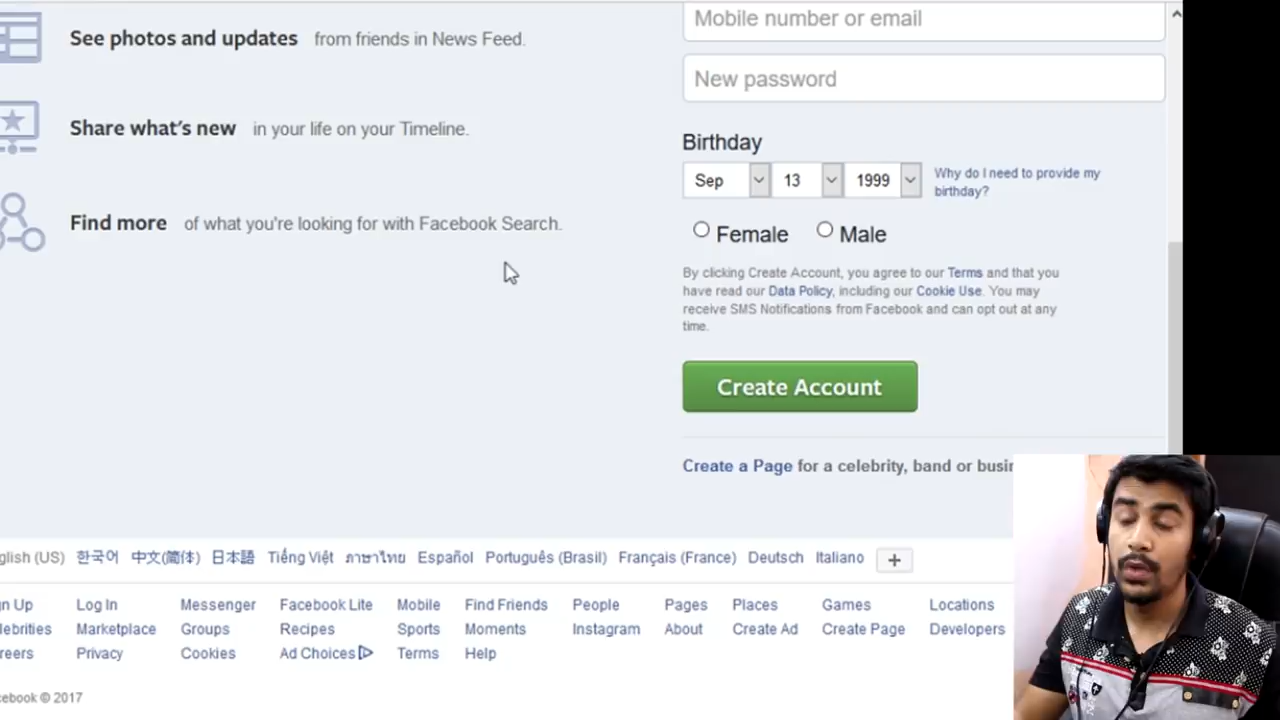 Mobile number or email
See photos and updates from friends in News Feed.
New password
Share what's new in your life on your Timeline.
Birthday
Sep 13 1999 Why do I need to provide my
birthday?
Find more of what you're looking for with Facebook Search.
Female Male
By clicking Create Account, you agree to our Terms and that you
have read our Data Policy, including our Cookie Use. You may
receive SMS Notifications from Facebook and can opt out at any
time.
Create Account
Create a Page for a celebrity, band or busin
glish (US) 한국어 中文(简体) 日本語 Tiếng Việt ภาษาไทย Español Português (Brasil) Français (France) Deutsch Italiano +
gn Up Log In Messenger Facebook Lite Mobile Find Friends People Pages Places Games Locations
lebrities Marketplace Groups Recipes Sports Moments Instagram About Create Ad Create Page Developers
reers Privacy Cookies Ad Choices Terms Help
cebook © 2017